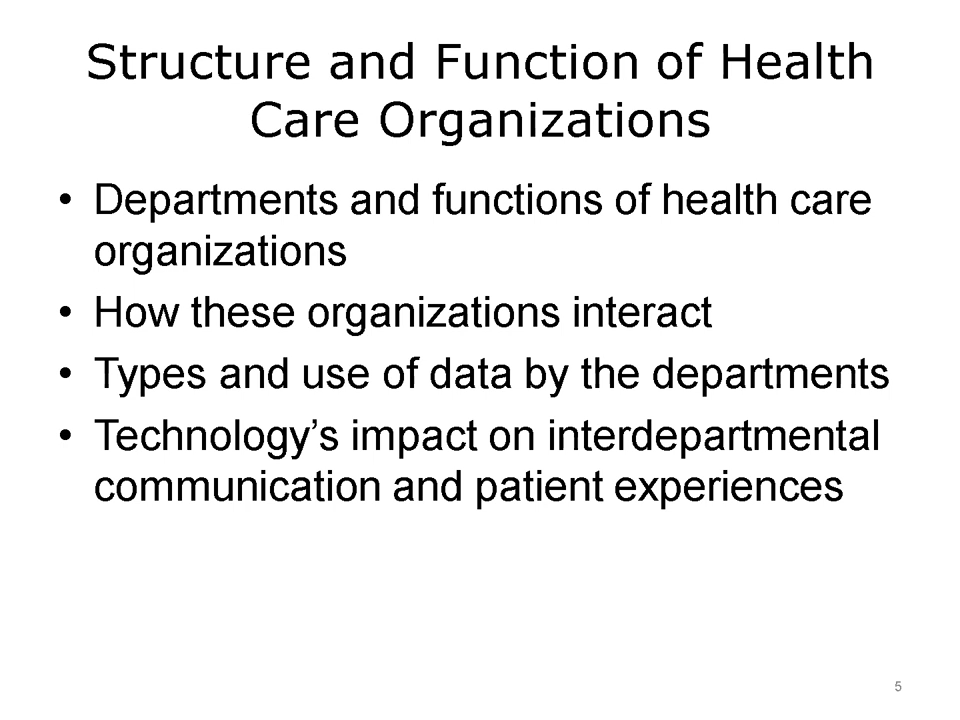 Structure and Function of Health
Care Organizations
• Departments and functions of health care
organizations
• How these organizations interact
• Types and use of data by the departments
• Technology’s impact on interdepartmental
communication and patient experiences
5